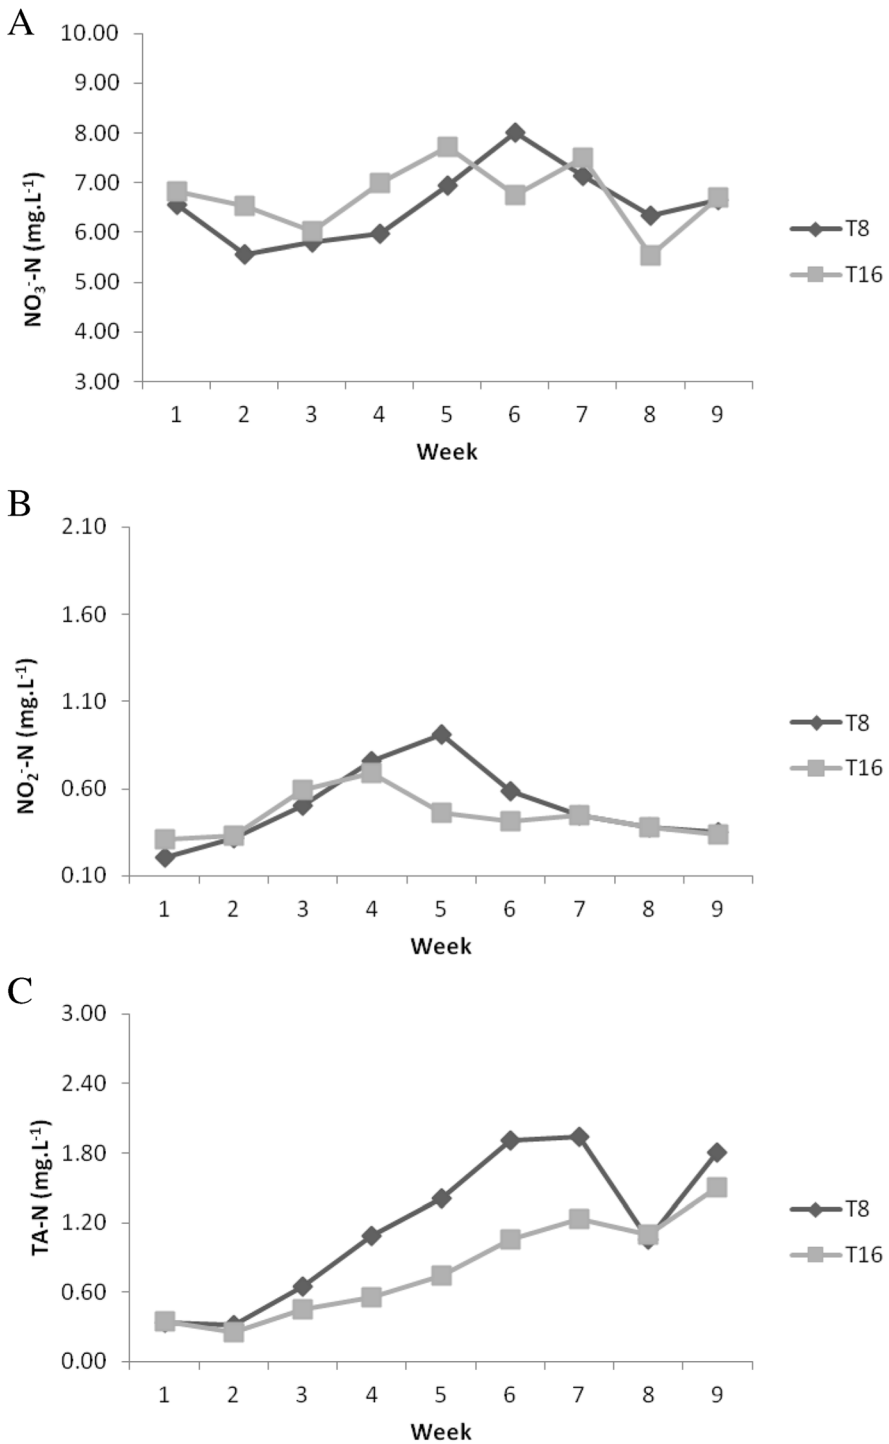 A
10.00
9.00
8.00
7.00
6.00
5.00
4.00
3.00
NO₃⁻-N (mg.L⁻¹)
1 2 3 4 5 6 7 8 9
Week
T8
T16
B
2.10
1.60
1.10
0.60
0.10
NO₂⁻-N (mg.L⁻¹)
1 2 3 4 5 6 7 8 9
Week
T8
T16
C
3.00
2.40
1.80
1.20
0.60
0.00
TA-N (mg.L⁻¹)
1 2 3 4 5 6 7 8 9
Week
T8
T16